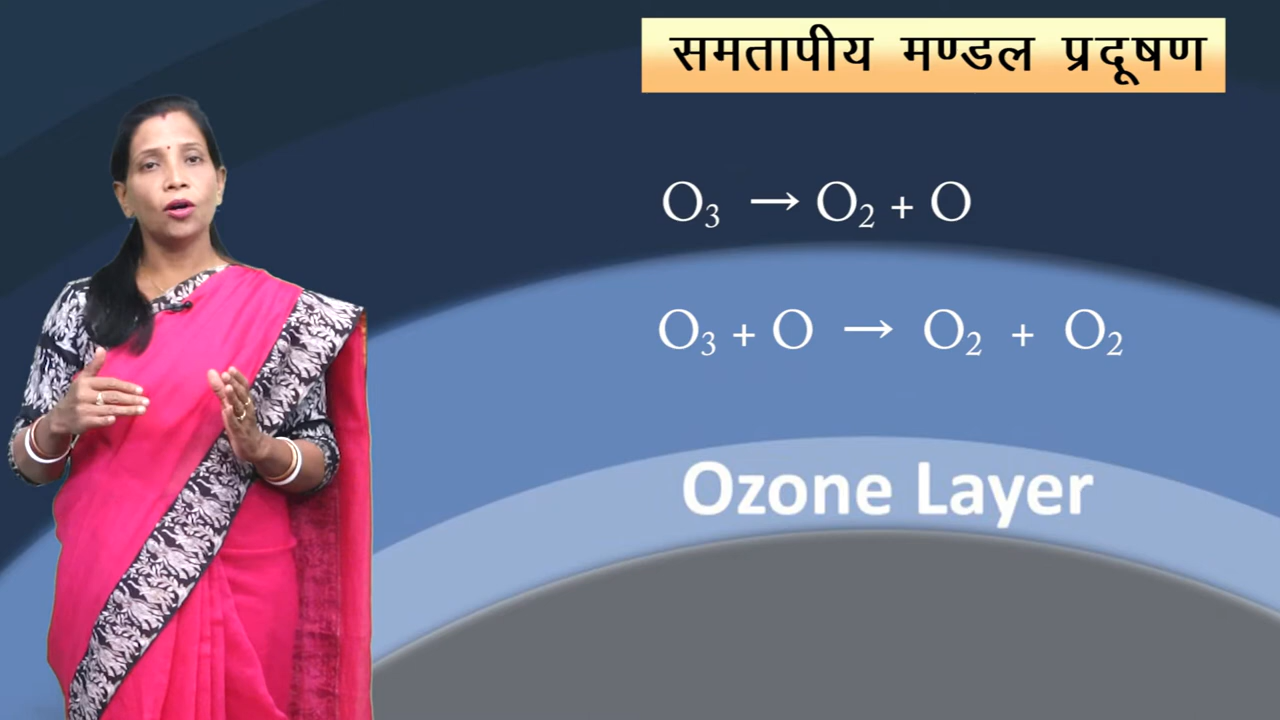 समतापीय मण्डल प्रदूषण
O₃ → O₂ + O
O₃ + O → O₂ + O₂
Ozone Layer